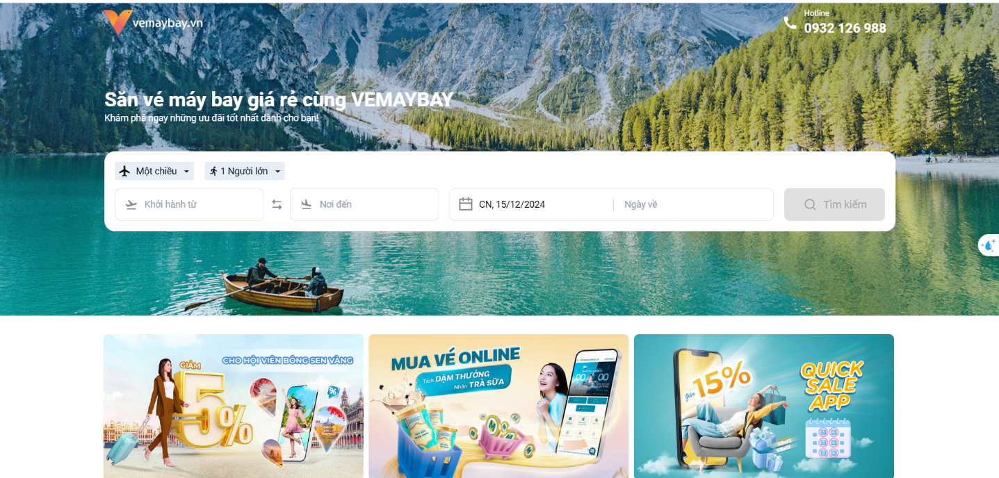 vemaybay.vn
Hotline
0932 126 988
Săn vé máy bay giá rẻ cùng VEMAYBAY
Khám phá ngay những ưu đãi tốt nhất dành cho bạn!
Một chiều
1 Người lớn
Khởi hành từ
Nơi đến
CN, 15/12/2024
Ngày về
Tìm kiếm
CHO HỘI VIÊN BÔNG SEN VÀNG
GIẢM
5%
MUA VÉ ONLINE
Tích DẶM THƯỞNG
Nhận TRÀ SỮA
giảm 15%
QUICK
SALE
APP